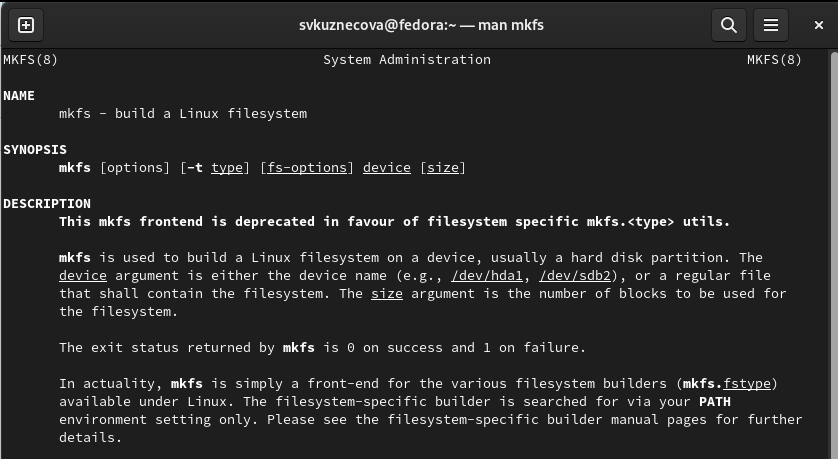 svkuznecova@fedora:~ — man mkfs
MKFS(8) System Administration MKFS(8)
NAME
mkfs - build a Linux filesystem
SYNOPSIS
mkfs [options] [-t type] [fs-options] device [size]
DESCRIPTION
This mkfs frontend is deprecated in favour of filesystem specific mkfs.<type> utils.
mkfs is used to build a Linux filesystem on a device, usually a hard disk partition. The
device argument is either the device name (e.g., /dev/hda1, /dev/sdb2), or a regular file
that shall contain the filesystem. The size argument is the number of blocks to be used for
the filesystem.
The exit status returned by mkfs is 0 on success and 1 on failure.
In actuality, mkfs is simply a front-end for the various filesystem builders (mkfs.fstype)
available under Linux. The filesystem-specific builder is searched for via your PATH
environment setting only. Please see the filesystem-specific builder manual pages for further
details.